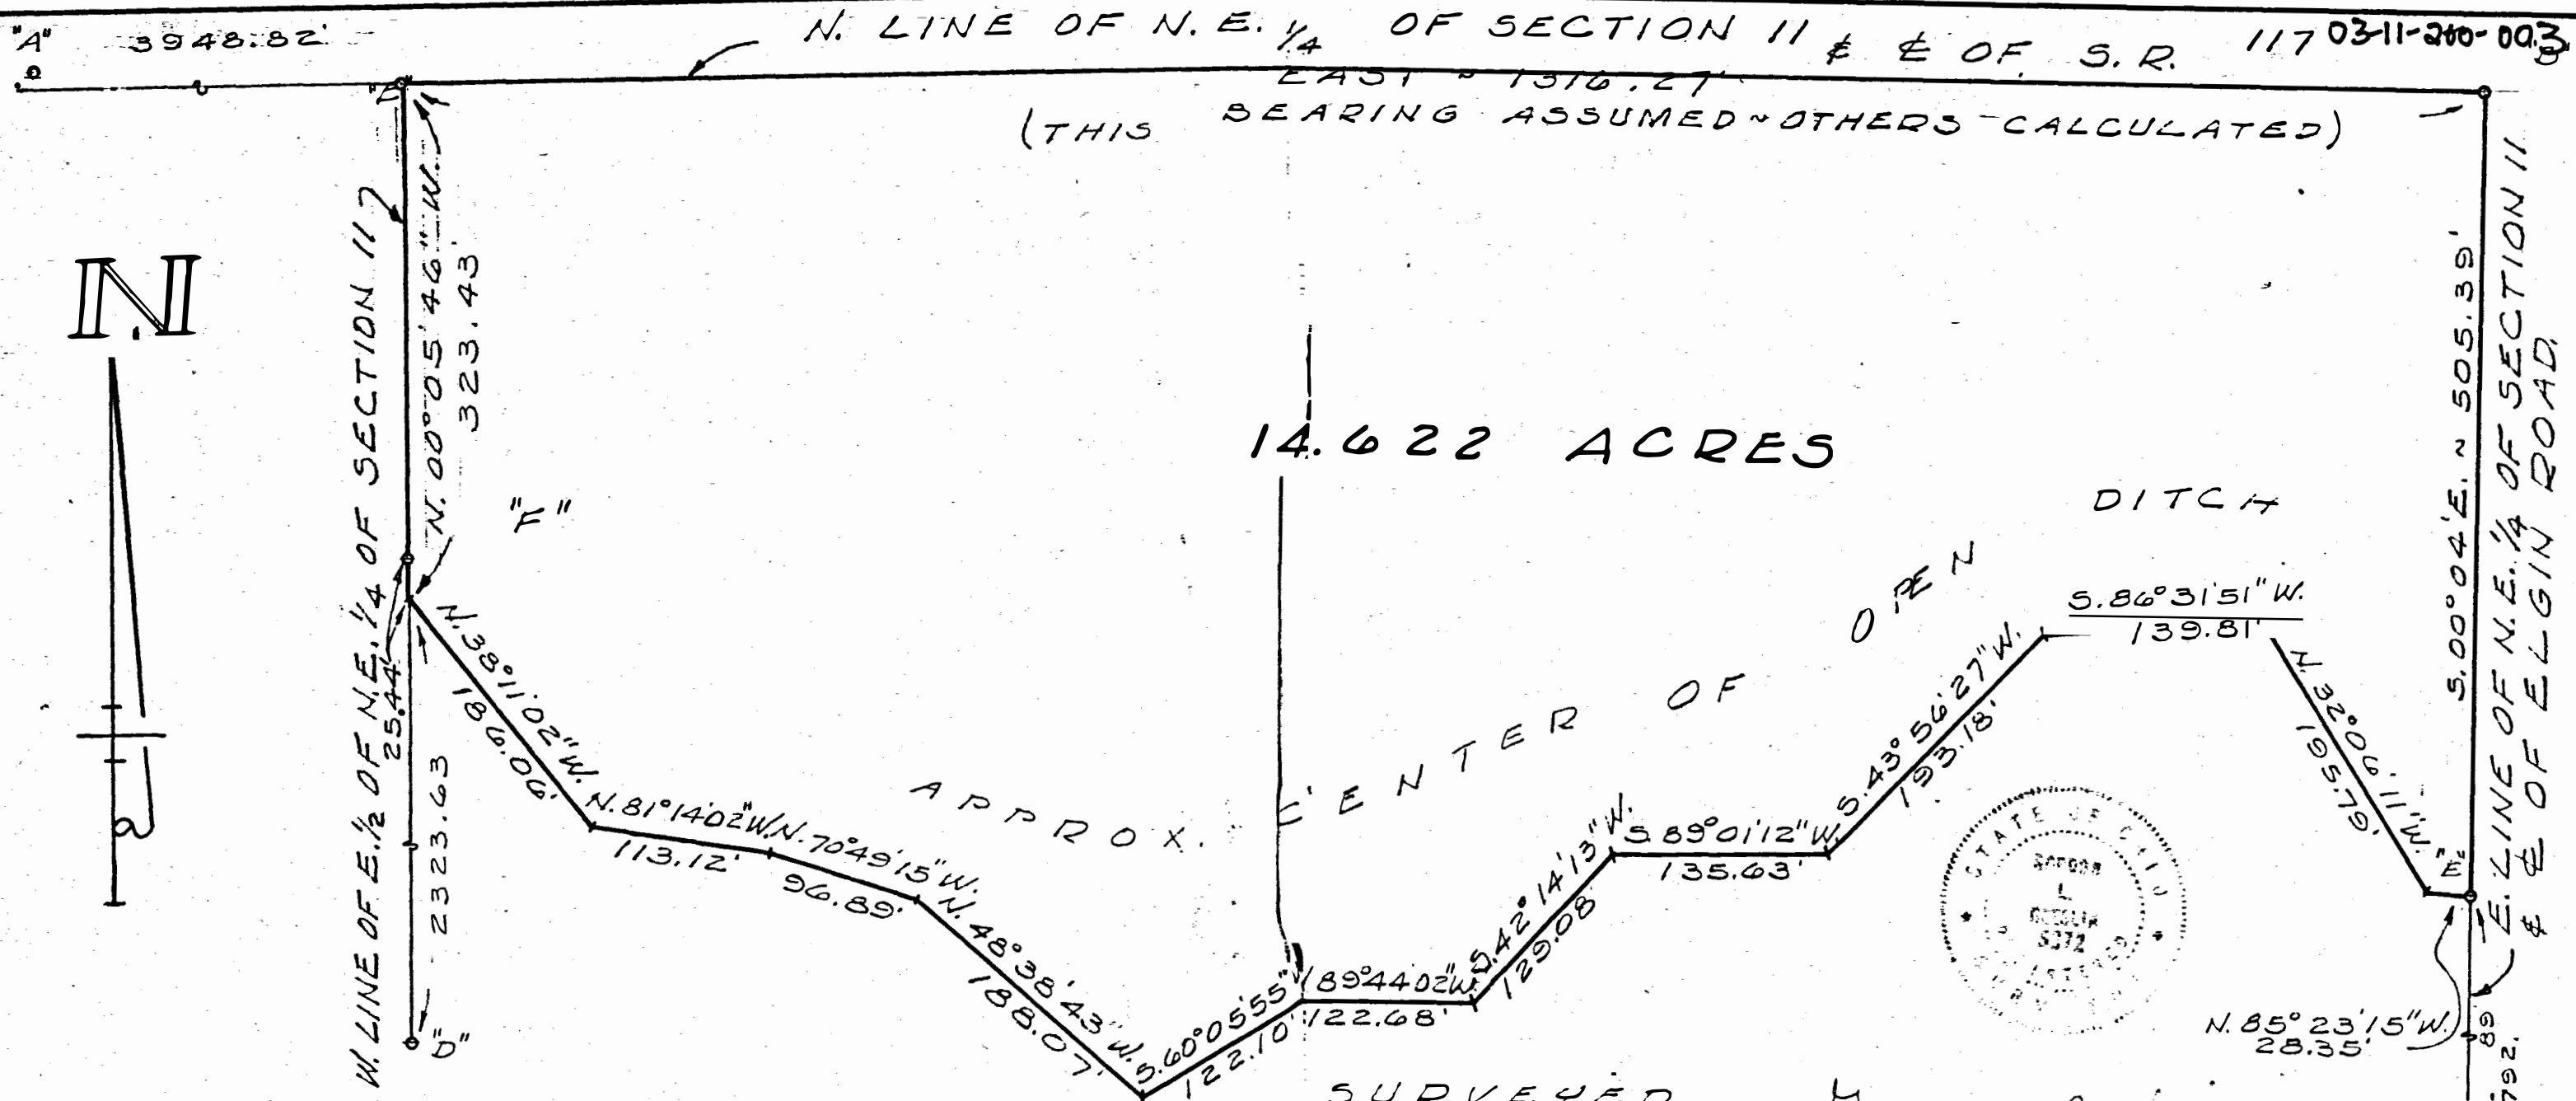 "A" 3948.82'
N. LINE OF N.E. 1/4 OF SECTION 11 & ₵ OF S.R. 117
03-11-200-003
EAST ~ 1316.27'
(THIS BEARING ASSUMED ~ OTHERS CALCULATED)
N
W. LINE OF E. 1/2 OF N.E. 1/4 OF SECTION 11
N. 00° 05' 46" W.
323.43'
"F"
14.622 ACRES
DITCH
APPROX. CENTER OF OPEN
S. 00° 04' E. ~ 505.39'
E. LINE OF N.E. 1/4 OF SECTION 11
& ₵ OF ELGIN ROAD.
S. 86° 31' 51" W.
139.81'
N. 32° 06' 11" W.
195.79'
"E"
N. 85° 23' 15" W.
28.35'
89
792.
S. 43° 56' 27" W.
193.18'
S. 89° 01' 12" W.
135.63'
S. 42° 14' 13" W.
129.08'
89° 44' 02" W.
122.68'
S. 60° 05' 55"
122.10'
N. 48° 38' 43" W.
188.07'
N. 70° 49' 15" W.
96.89'
N. 81° 14' 02" W.
113.12'
N. 38° 11' 02" W.
186.06'
25.44'
2323.63
"D"
STATE OF OHIO
SURVEYED